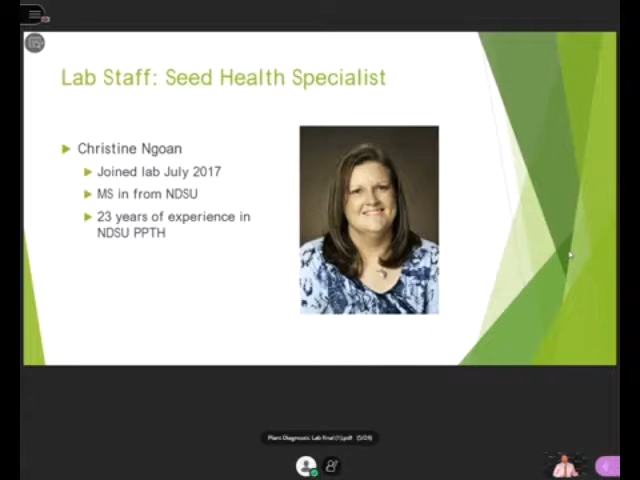 Lab Staff: Seed Health Specialist
Christine Ngoan
Joined lab July 2017
MS in from NDSU
23 years of experience in
NDSU PPTH
Plant Diagnostic Lab final (1).pdf (5/24)